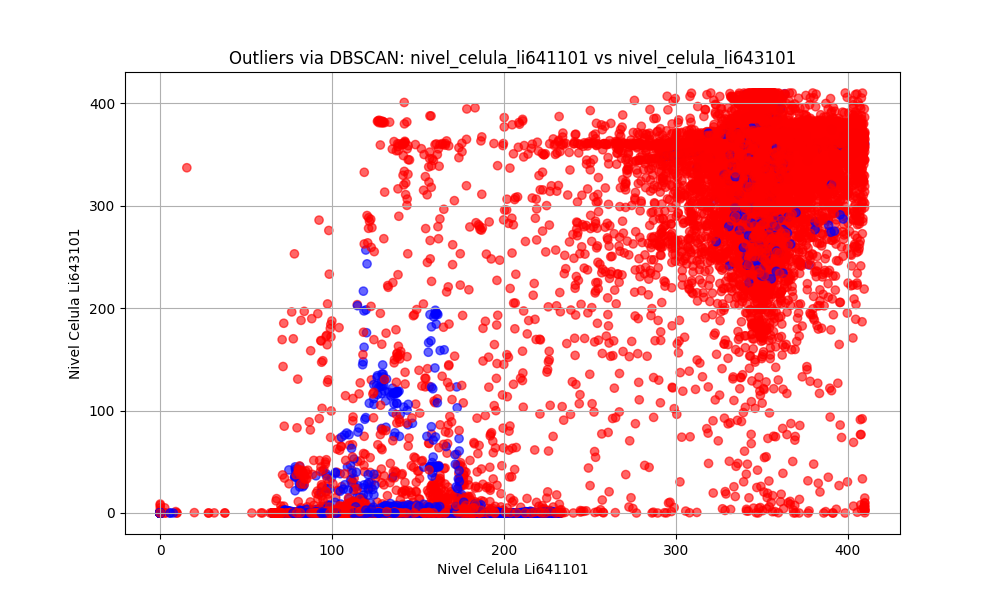 Outliers via DBSCAN: nivel_celula_li641101 vs nivel_celula_li643101
400
300
200
100
0
Nivel Celula Li643101
0 100 200 300 400
Nivel Celula Li641101